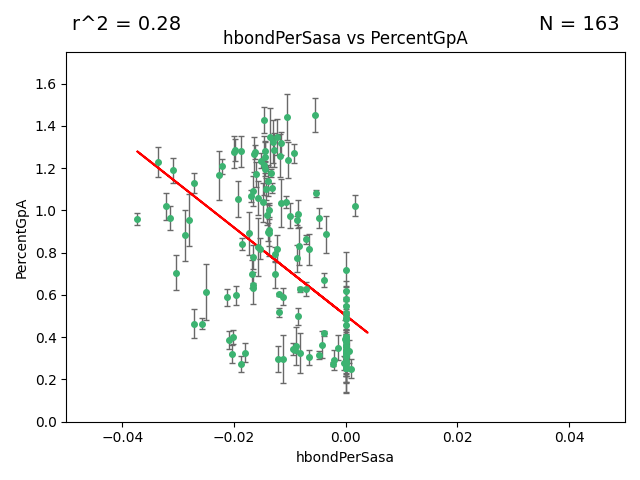 r^2 = 0.28
N = 163
hbondPerSasa vs PercentGpA
1.6
1.4
1.2
1.0
0.8
0.6
0.4
0.2
0.0
PercentGpA
−0.04
−0.02
0.00
0.02
0.04
hbondPerSasa